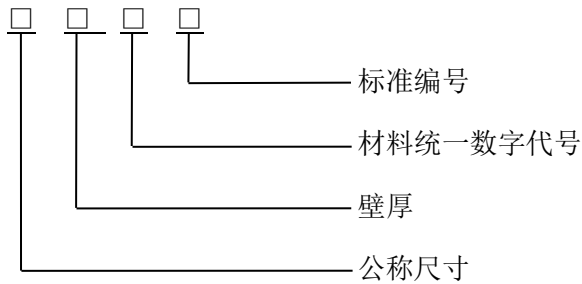 □ □ □ □
标准编号
材料统一数字代号
壁厚
公称尺寸